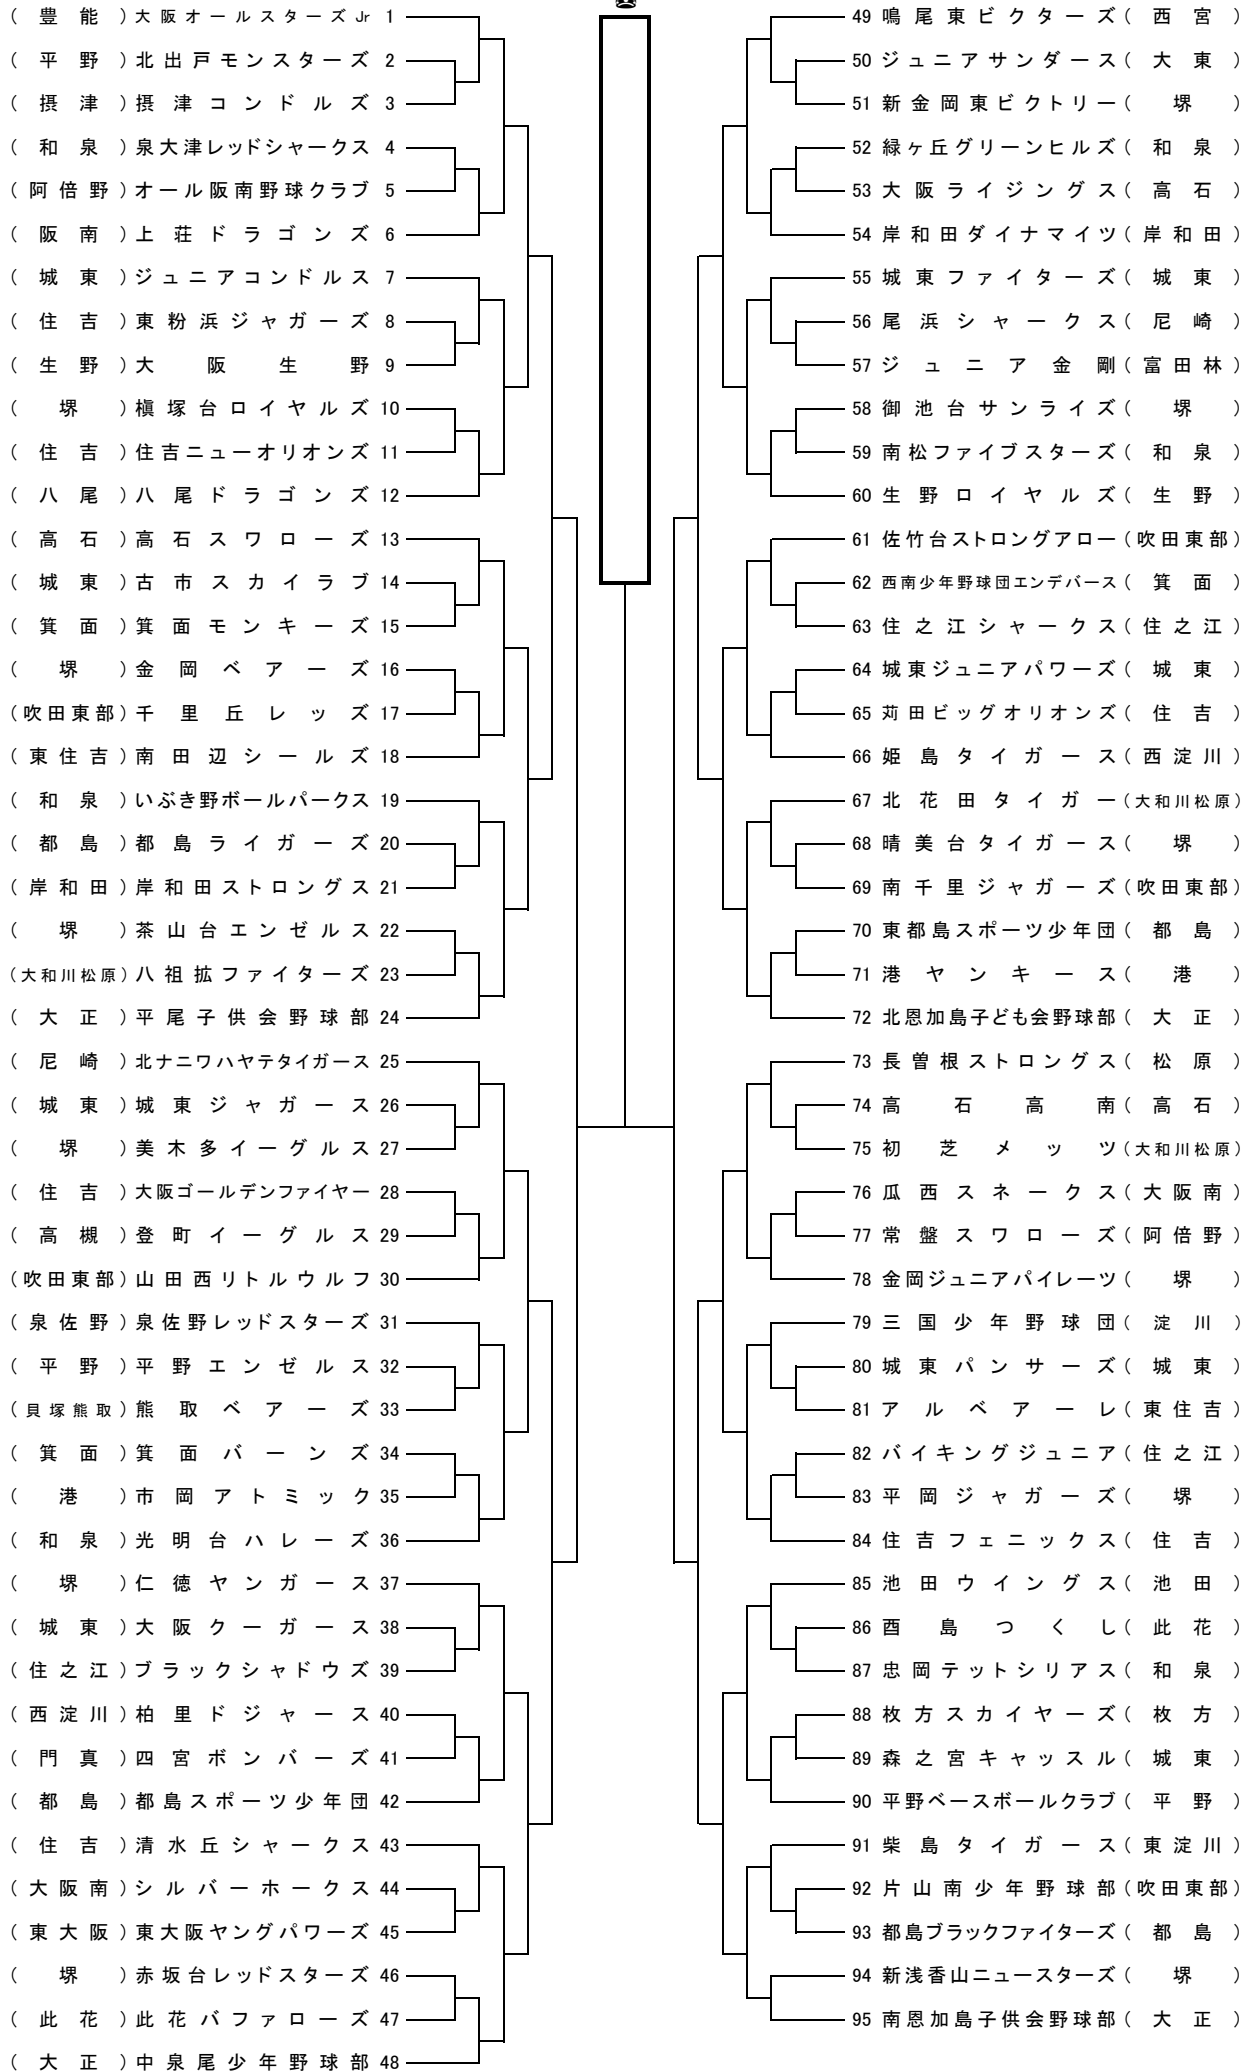 （豊能）大阪オールスターズJr 1
（平野）北出戸モンスターズ 2
（摂津）摂津コンドルズ 3
（和泉）泉大津レッドシャークス 4
（阿倍野）オール阪南野球クラブ 5
（阪南）上荘ドラゴンズ 6
（城東）ジュニアコンドルス 7
（住吉）東粉浜ジャガーズ 8
（生野）大阪生野 9
（堺）槇塚台ロイヤルズ 10
（住吉）住吉ニューオリオンズ 11
（八尾）八尾ドラゴンズ 12
（高石）高石スワローズ 13
（城東）古市スカイラブ 14
（箕面）箕面モンキーズ 15
（堺）金岡ベアーズ 16
（吹田東部）千里丘レッズ 17
（東住吉）南田辺シールズ 18
（和泉）いぶき野ボールパークス 19
（都島）都島ライガーズ 20
（岸和田）岸和田ストロングス 21
（堺）茶山台エンゼルス 22
（大和川松原）八祖拡ファイターズ 23
（大正）平尾子供会野球部 24
（尼崎）北ナニワハヤテタイガース 25
（城東）城東ジャガース 26
（堺）美木多イーグルス 27
（住吉）大阪ゴールデンファイヤー 28
（高槻）登町イーグルス 29
（吹田東部）山田西リトルウルフ 30
（泉佐野）泉佐野レッドスターズ 31
（平野）平野エンゼルス 32
（貝塚熊取）熊取ベアーズ 33
（箕面）箕面バーンズ 34
（港）市岡アトミック 35
（和泉）光明台ハレーズ 36
（堺）仁徳ヤンガース 37
（城東）大阪クーガース 38
（住之江）ブラックシャドウズ 39
（西淀川）柏里ドジャース 40
（門真）四宮ボンバーズ 41
（都島）都島スポーツ少年団 42
（住吉）清水丘シャークス 43
（大阪南）シルバーホークス 44
（東大阪）東大阪ヤングパワーズ 45
（堺）赤坂台レッドスターズ 46
（此花）此花バファローズ 47
（大正）中泉尾少年野球部 48
49 鳴尾東ビクターズ（西宮）
50 ジュニアサンダース（大東）
51 新金岡東ビクトリー（堺）
52 緑ヶ丘グリーンヒルズ（和泉）
53 大阪ライジングス（高石）
54 岸和田ダイナマイツ（岸和田）
55 城東ファイターズ（城東）
56 尾浜シャークス（尼崎）
57 ジュニア金剛（富田林）
58 御池台サンライズ（堺）
59 南松ファイブスターズ（和泉）
60 生野ロイヤルズ（生野）
61 佐竹台ストロングアロー（吹田東部）
62 西南少年野球団エンデバース（箕面）
63 住之江シャークス（住之江）
64 城東ジュニアパワーズ（城東）
65 苅田ビッグオリオンズ（住吉）
66 姫島タイガース（西淀川）
67 北花田タイガー（大和川松原）
68 晴美台タイガース（堺）
69 南千里ジャガーズ（吹田東部）
70 東都島スポーツ少年団（都島）
71 港ヤンキース（港）
72 北恩加島子ども会野球部（大正）
73 長曽根ストロングス（松原）
74 高石高南（高石）
75 初芝メッツ（大和川松原）
76 瓜西スネークス（大阪南）
77 常盤スワローズ（阿倍野）
78 金岡ジュニアパイレーツ（堺）
79 三国少年野球団（淀川）
80 城東パンサーズ（城東）
81 アルベアーレ（東住吉）
82 バイキングジュニア（住之江）
83 平岡ジャガーズ（堺）
84 住吉フェニックス（住吉）
85 池田ウイングス（池田）
86 酉島つくし（此花）
87 忠岡テットシリアス（和泉）
88 枚方スカイヤーズ（枚方）
89 森之宮キャッスル（城東）
90 平野ベースボールクラブ（平野）
91 柴島タイガース（東淀川）
92 片山南少年野球部（吹田東部）
93 都島ブラックファイターズ（都島）
94 新浅香山ニュースターズ（堺）
95 南恩加島子供会野球部（大正）